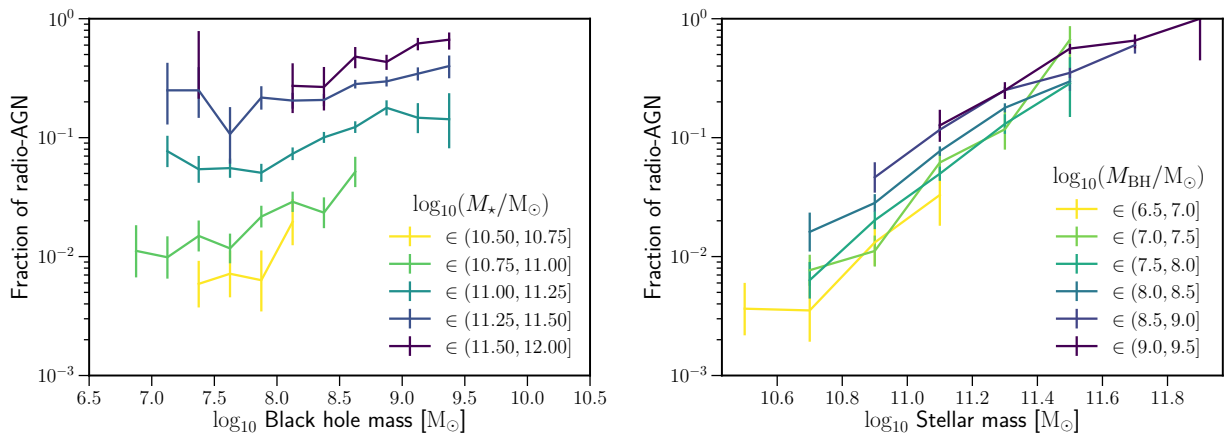 Fraction of radio-AGN
10⁰
10⁻¹
10⁻²
10⁻³
6.5 7.0 7.5 8.0 8.5 9.0 9.5 10.0 10.5
log₁₀ Black hole mass [M☉]
log₁₀(M⋆/M☉)
∈ (10.50, 10.75]
∈ (10.75, 11.00]
∈ (11.00, 11.25]
∈ (11.25, 11.50]
∈ (11.50, 12.00]
Fraction of radio-AGN
10⁰
10⁻¹
10⁻²
10⁻³
10.6 10.8 11.0 11.2 11.4 11.6 11.8
log₁₀ Stellar mass [M☉]
log₁₀(M_BH/M☉)
∈ (6.5, 7.0]
∈ (7.0, 7.5]
∈ (7.5, 8.0]
∈ (8.0, 8.5]
∈ (8.5, 9.0]
∈ (9.0, 9.5]